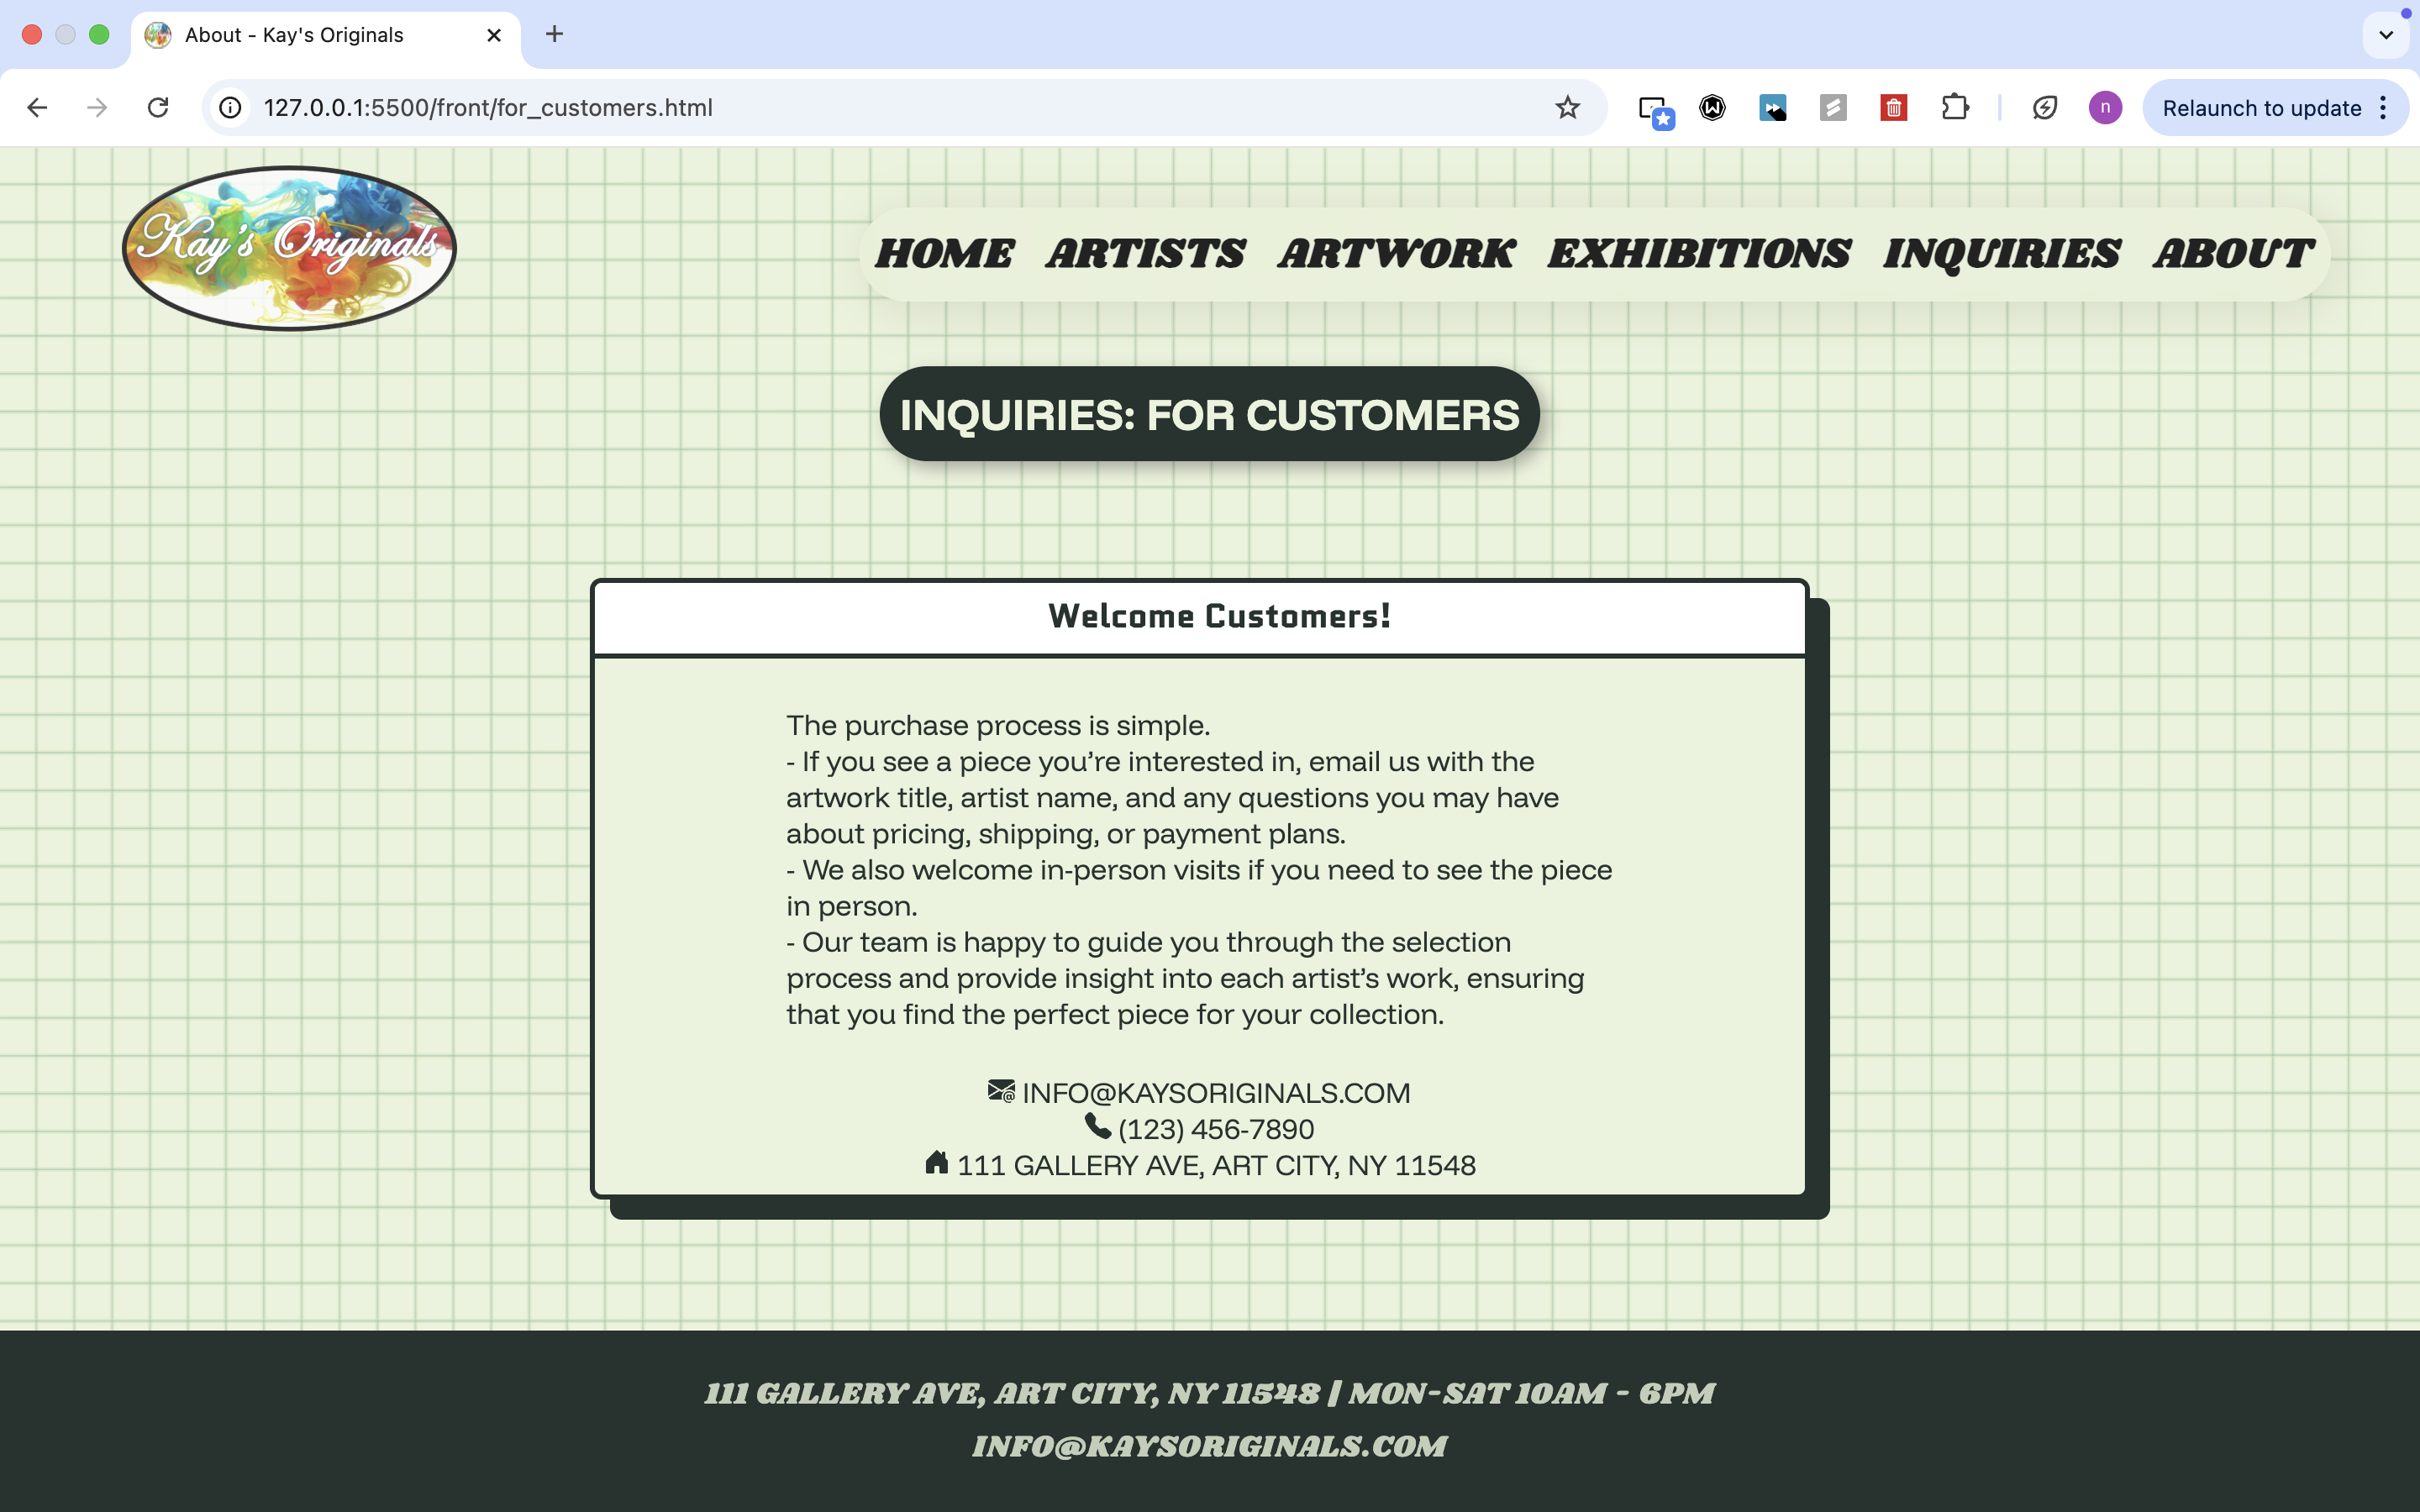 About - Kay's Originals
127.0.0.1:5500/front/for_customers.html
n
Relaunch to update
Kay's Originals
HOME ARTISTS ARTWORK EXHIBITIONS INQUIRIES ABOUT
INQUIRIES: FOR CUSTOMERS
Welcome Customers!
The purchase process is simple.
- If you see a piece you’re interested in, email us with the
artwork title, artist name, and any questions you may have
about pricing, shipping, or payment plans.
- We also welcome in-person visits if you need to see the piece
in person.
- Our team is happy to guide you through the selection
process and provide insight into each artist’s work, ensuring
that you find the perfect piece for your collection.
INFO@KAYSORIGINALS.COM
(123) 456-7890
111 GALLERY AVE, ART CITY, NY 11548
111 GALLERY AVE, ART CITY, NY 11548 | MON-SAT 10AM - 6PM
INFO@KAYSORIGINALS.COM